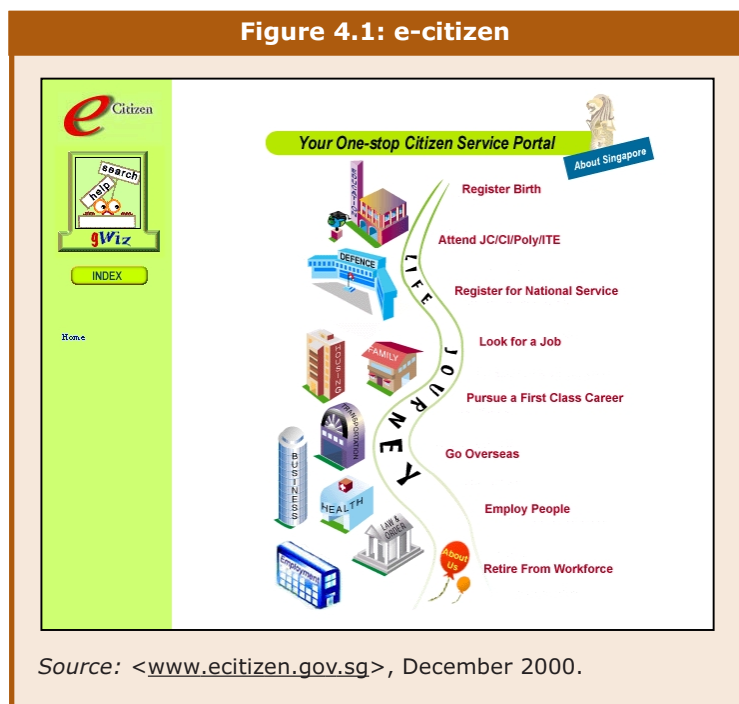 Figure 4.1: e-citizen
e Citizen
Your One-stop Citizen Service Portal
About Singapore
search
help
gWiz
INDEX
Home
EDUCATION
DEFENCE
HOUSING
FAMILY
TRANSPORTATION
BUSINESS
HEALTH
LAW & ORDER
Employment
LIFE JOURNEY
Register Birth
Attend JC/CI/Poly/ITE
Register for National Service
Look for a Job
Pursue a First Class Career
Go Overseas
Employ People
Retire From Workforce
About
Us
Source: <www.ecitizen.gov.sg>, December 2000.